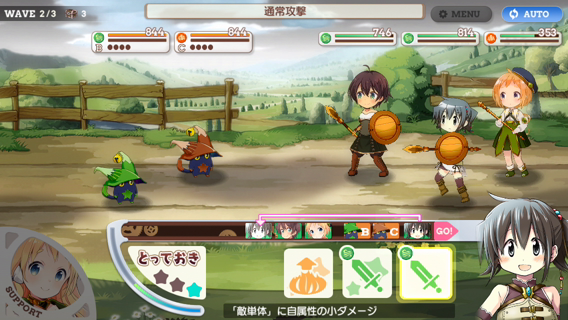 WAVE 2/3 3
通常攻撃
MENU
AUTO
844
B
844
C
746
814
353
B
C
GO!
とっておき
SUPPORT
「敵単体」に自属性の小ダメージ